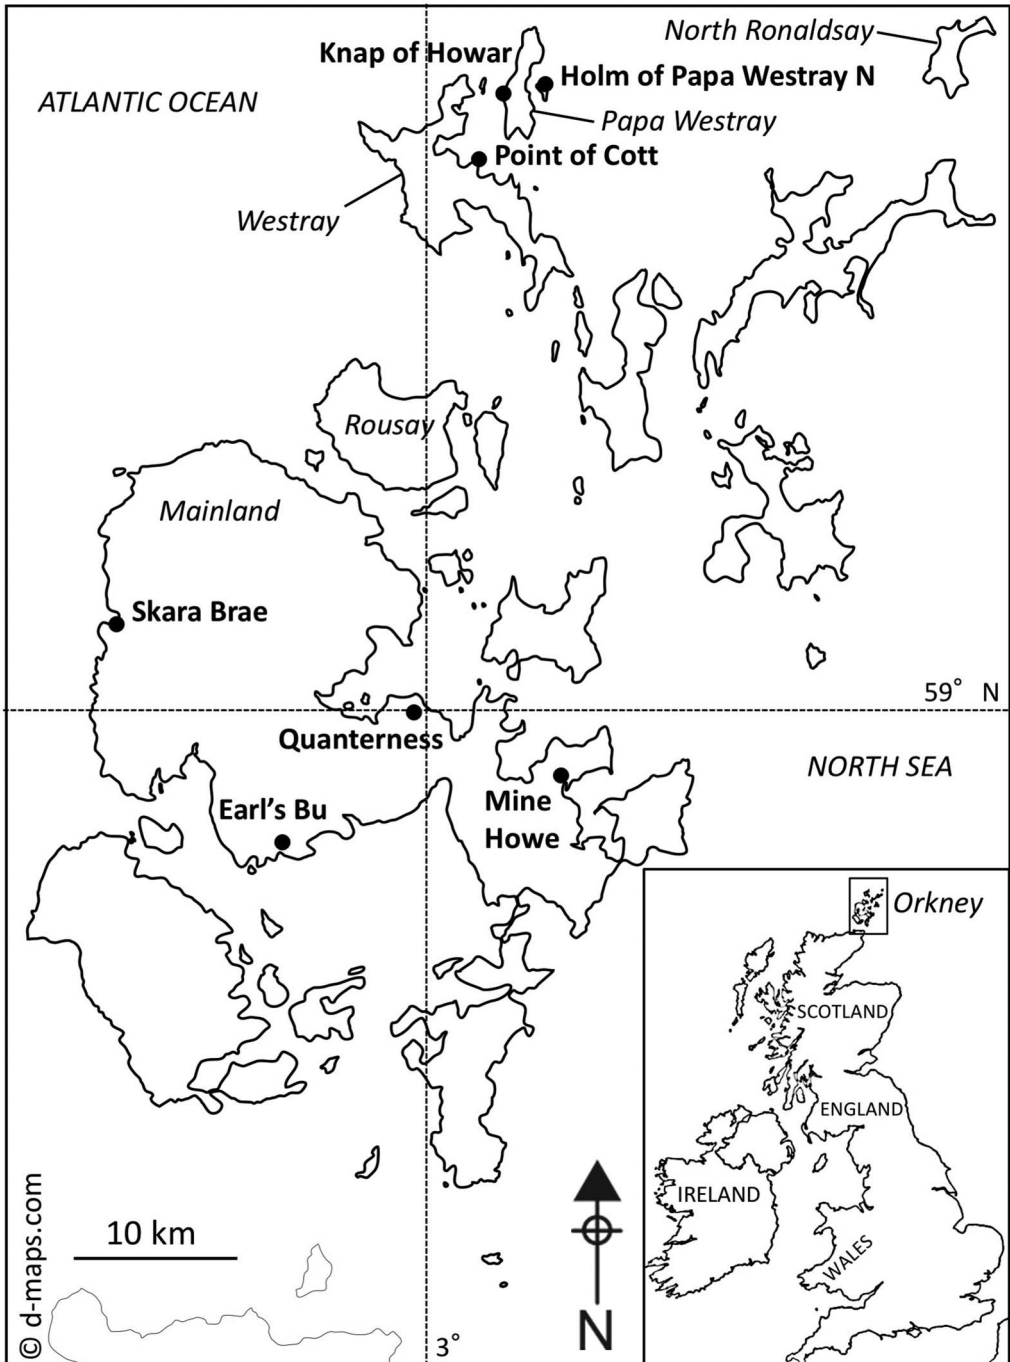 North Ronaldsay
Knap of Howar
ATLANTIC OCEAN
Holm of Papa Westray N
Papa Westray
Point of Cott
Westray
Rousay
Mainland
Skara Brae
59° N
Quanterness
NORTH SEA
Mine
Howe
Earl's Bu
Orkney
SCOTLAND
ENGLAND
IRELAND
WALES
10 km
N
3°
© d-maps.com